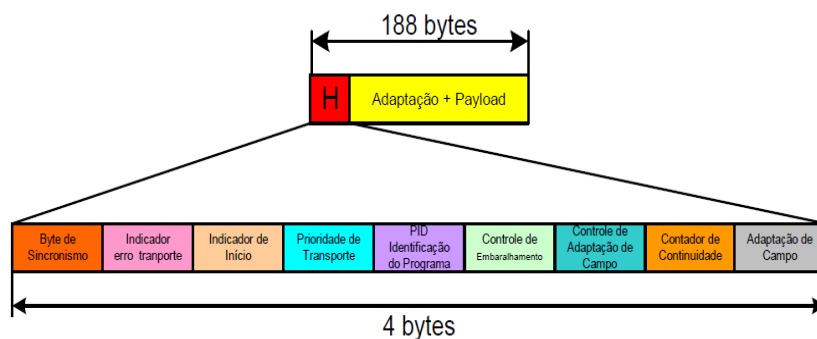 188 bytes
H
Adaptação + Payload
Byte de
Sincronismo
Indicador
erro tranporte
Indicador de
Início
Prioridade de
Transporte
PID
Identificação
do Programa
Controle de
Embaralhamento
Controle de
Adaptação de
Campo
Contador de
Continuidade
Adaptação de
Campo
4 bytes